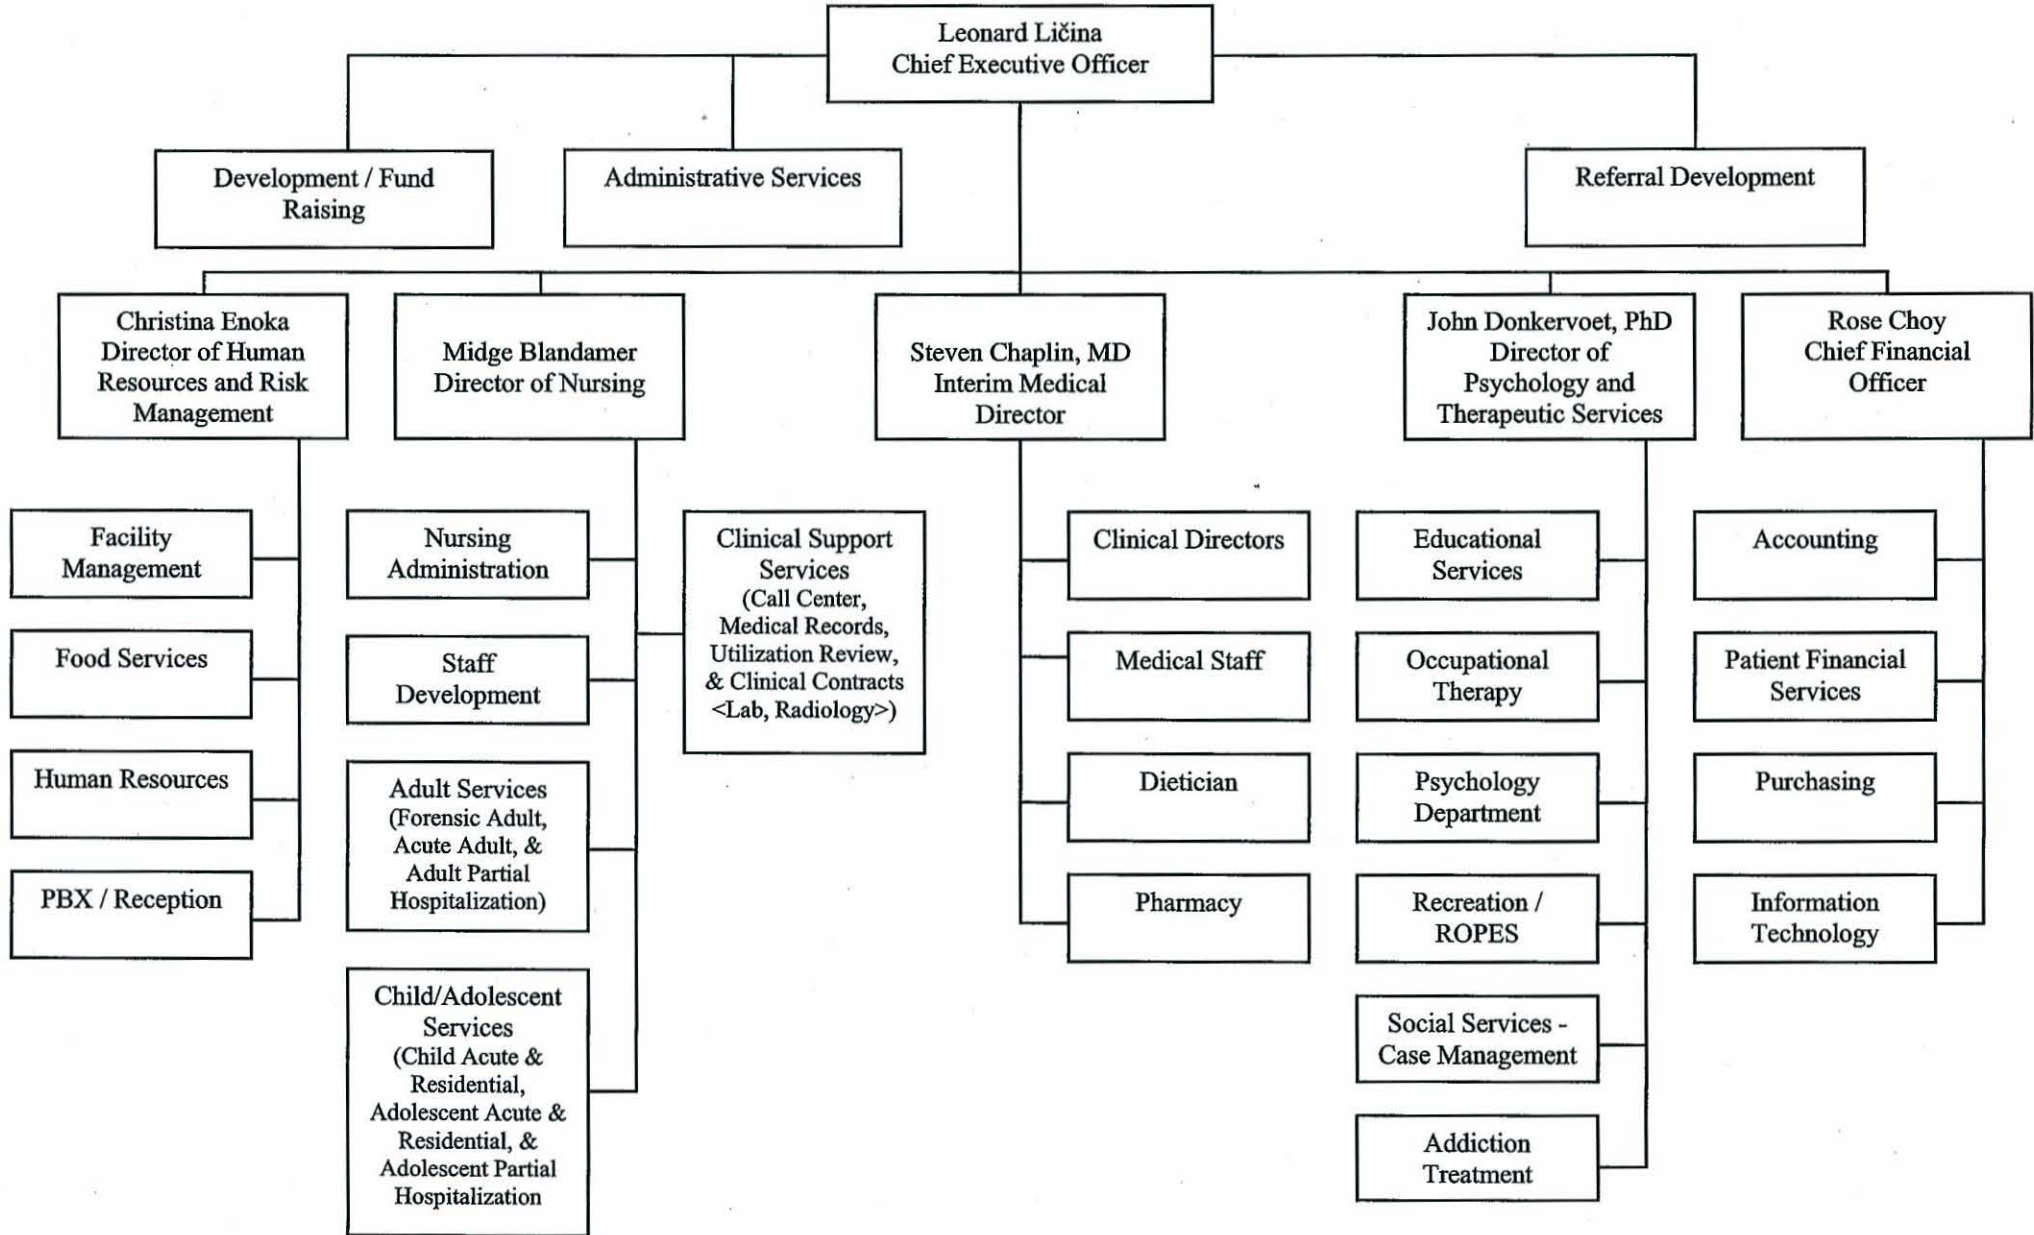 Leonard Ličina
Chief Executive Officer
Development / Fund
Raising
Administrative Services
Referral Development
Christina Enoka
Director of Human
Resources and Risk
Management
Midge Blandamer
Director of Nursing
Steven Chaplin, MD
Interim Medical
Director
John Donkervoet, PhD
Director of
Psychology and
Therapeutic Services
Rose Choy
Chief Financial
Officer
Facility
Management
Food Services
Human Resources
PBX / Reception
Nursing
Administration
Staff
Development
Adult Services
(Forensic Adult,
Acute Adult, &
Adult Partial
Hospitalization)
Child/Adolescent
Services
(Child Acute &
Residential,
Adolescent Acute &
Residential, &
Adolescent Partial
Hospitalization
Clinical Support
Services
(Call Center,
Medical Records,
Utilization Review,
& Clinical Contracts
<Lab, Radiology>)
Clinical Directors
Medical Staff
Dietician
Pharmacy
Educational
Services
Occupational
Therapy
Psychology
Department
Recreation /
ROPES
Social Services -
Case Management
Addiction
Treatment
Accounting
Patient Financial
Services
Purchasing
Information
Technology